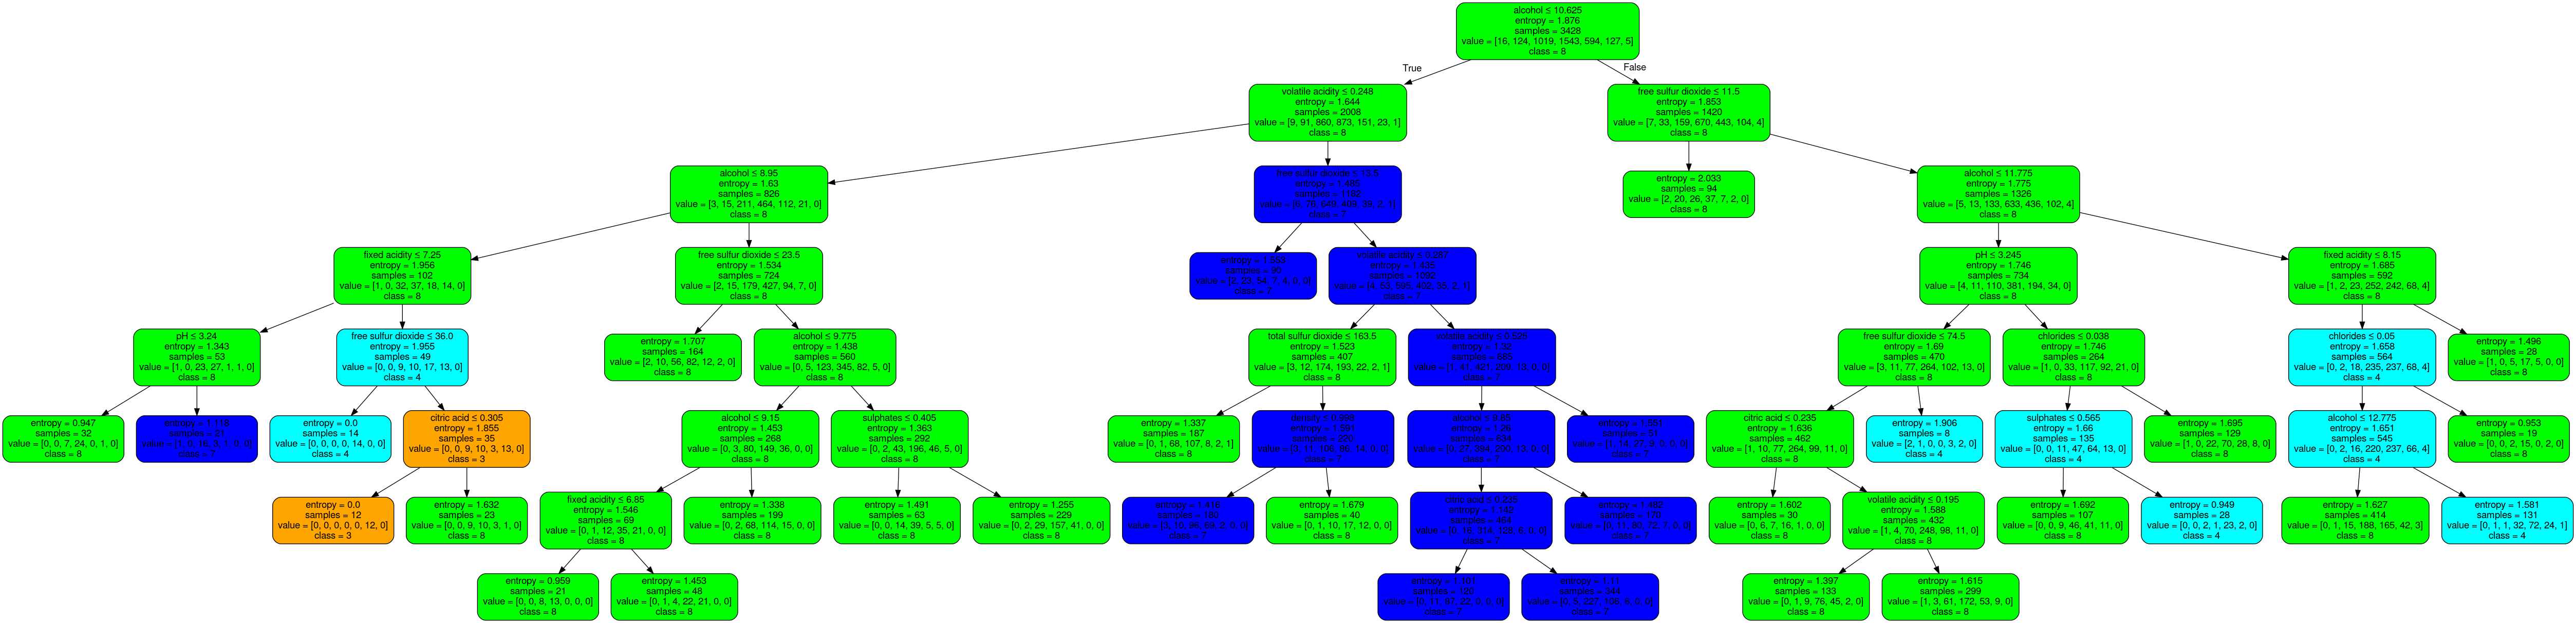 alcohol ≤ 10.625
entropy = 1.876
samples = 3428
value = [16, 124, 1019, 1543, 594, 127, 5]
class = 8
True
False
volatile acidity ≤ 0.248
entropy = 1.644
samples = 2008
value = [9, 91, 860, 873, 151, 23, 1]
class = 8
free sulfur dioxide ≤ 11.5
entropy = 1.853
samples = 1420
value = [7, 33, 159, 670, 443, 104, 4]
class = 8
alcohol ≤ 8.95
entropy = 1.63
samples = 826
value = [3, 15, 211, 464, 112, 21, 0]
class = 8
free sulfur dioxide ≤ 13.5
entropy = 1.485
samples = 1182
value = [6, 76, 649, 409, 39, 2, 1]
class = 7
entropy = 2.033
samples = 94
value = [2, 20, 26, 37, 7, 2, 0]
class = 8
alcohol ≤ 11.775
entropy = 1.775
samples = 1326
value = [5, 13, 133, 633, 436, 102, 4]
class = 8
fixed acidity ≤ 7.25
entropy = 1.956
samples = 102
value = [1, 0, 32, 37, 18, 14, 0]
class = 8
free sulfur dioxide ≤ 23.5
entropy = 1.534
samples = 724
value = [2, 15, 179, 427, 94, 7, 0]
class = 8
entropy =
samples = 90
value = [2, 23, 54, 7, 4, 0, 0]
class = 7
volatile acidity ≤
entropy =
samples = 1092
value = [4, 53, 595, 402, 35, 2, 1]
class = 7
pH ≤ 3.245
entropy = 1.746
samples = 734
value = [4, 11, 110, 381, 194, 34, 0]
class = 8
fixed acidity ≤ 8.15
entropy = 1.685
samples = 592
value = [1, 2, 23, 252, 242, 68, 4]
class = 8
pH ≤ 3.24
entropy = 1.343
samples = 53
value = [1, 0, 23, 27, 1, 1, 0]
class = 8
free sulfur dioxide ≤ 36.0
entropy = 1.955
samples = 49
value = [0, 0, 9, 10, 17, 13, 0]
class = 4
entropy = 1.707
samples = 164
value = [2, 10, 56, 82, 12, 2, 0]
class = 8
alcohol ≤ 9.775
entropy = 1.438
samples = 560
value = [0, 5, 123, 345, 82, 5, 0]
class = 8
total sulfur dioxide ≤ 163.5
entropy = 1.523
samples = 407
value = [3, 12, 174, 193, 22, 2, 1]
class = 8
volatile acidity ≤
entropy = 1.32
samples = 685
value = [1, 41, 421, 209, 13, 0, 0]
class = 7
free sulfur dioxide ≤ 74.5
entropy = 1.69
samples = 470
value = [3, 11, 77, 264, 102, 13, 0]
class = 8
chlorides ≤ 0.038
entropy = 1.746
samples = 264
value = [1, 0, 33, 117, 92, 21, 0]
class = 8
chlorides ≤ 0.05
entropy = 1.658
samples = 564
value = [0, 2, 18, 235, 237, 68, 4]
class = 4
entropy = 1.496
samples = 28
value = [1, 0, 5, 17, 5, 0, 0]
class = 8
entropy = 0.947
samples = 32
value = [0, 0, 7, 24, 0, 1, 0]
class = 8
entropy =
samples = 21
value = [1, 0, 16, 3, 1, 0, 0]
class = 7
entropy = 0.0
samples = 14
value = [0, 0, 0, 0, 14, 0, 0]
class = 4
citric acid ≤ 0.305
entropy = 1.855
samples = 35
value = [0, 0, 9, 10, 3, 13, 0]
class = 3
alcohol ≤ 9.15
entropy = 1.453
samples = 268
value = [0, 3, 80, 149, 36, 0, 0]
class = 8
sulphates ≤ 0.405
entropy = 1.363
samples = 292
value = [0, 2, 43, 196, 46, 5, 0]
class = 8
entropy = 1.337
samples = 187
value = [0, 1, 68, 107, 8, 2, 1]
class = 8
density ≤
entropy =
samples = 220
value = [3, 11, 106, 86, 14, 0, 0]
class = 7
alcohol ≤ 9.05
entropy =
samples = 634
value = [0, 27, 394, 200, 13, 0, 0]
class = 7
entropy =
samples = 51
value = [1, 14, 27, 9, 0, 0, 0]
class = 7
citric acid ≤ 0.235
entropy = 1.636
samples = 462
value = [1, 10, 77, 264, 99, 11, 0]
class = 8
entropy = 1.906
samples = 8
value = [2, 1, 0, 0, 3, 2, 0]
class = 4
sulphates ≤ 0.565
entropy = 1.66
samples = 135
value = [0, 0, 11, 47, 64, 13, 0]
class = 4
entropy = 1.695
samples = 129
value = [1, 0, 22, 70, 28, 8, 0]
class = 8
alcohol ≤ 12.775
entropy = 1.651
samples = 545
value = [0, 2, 16, 220, 237, 66, 4]
class = 4
entropy = 0.953
samples = 19
value = [0, 0, 2, 15, 0, 2, 0]
class = 8
entropy = 0.0
samples = 12
value = [0, 0, 0, 0, 0, 12, 0]
class = 3
entropy = 1.632
samples = 23
value = [0, 0, 9, 10, 3, 1, 0]
class = 8
fixed acidity ≤ 6.85
entropy = 1.546
samples = 69
value = [0, 1, 12, 35, 21, 0, 0]
class = 8
entropy = 1.338
samples = 199
value = [0, 2, 68, 114, 15, 0, 0]
class = 8
entropy = 1.491
samples = 63
value = [0, 0, 14, 39, 5, 5, 0]
class = 8
entropy = 1.255
samples = 229
value = [0, 2, 29, 157, 41, 0, 0]
class = 8
entropy =
samples = 180
value = [3, 10, 96, 69, 2, 0, 0]
class = 7
entropy = 1.679
samples = 40
value = [0, 1, 10, 17, 12, 0, 0]
class = 8
citric acid ≤ 0.235
entropy = 1.142
samples = 464
value = [0, 16, 314, 128, 6, 0, 0]
class = 7
entropy =
samples = 170
value = [0, 11, 80, 72, 7, 0, 0]
class = 7
entropy = 1.602
samples = 30
value = [0, 6, 7, 16, 1, 0, 0]
class = 8
volatile acidity ≤ 0.195
entropy = 1.588
samples = 432
value = [1, 4, 70, 248, 98, 11, 0]
class = 8
entropy = 1.692
samples = 107
value = [0, 0, 9, 46, 41, 11, 0]
class = 8
entropy = 0.949
samples = 28
value = [0, 0, 2, 1, 23, 2, 0]
class = 4
entropy = 1.627
samples = 414
value = [0, 1, 15, 188, 165, 42, 3]
class = 8
entropy = 1.581
samples = 131
value = [0, 1, 1, 32, 72, 24, 1]
class = 4
entropy = 0.959
samples = 21
value = [0, 0, 8, 13, 0, 0, 0]
class = 8
entropy = 1.453
samples = 48
value = [0, 1, 4, 22, 21, 0, 0]
class = 8
entropy = 1.101
samples = 120
value = [0, 11, 87, 22, 0, 0, 0]
class = 7
entropy = 1.11
samples = 344
value = [0, 5, 227, 106, 6, 0, 0]
class = 7
entropy = 1.397
samples = 133
value = [0, 1, 9, 76, 45, 2, 0]
class = 8
entropy = 1.615
samples = 299
value = [1, 3, 61, 172, 53, 9, 0]
class = 8